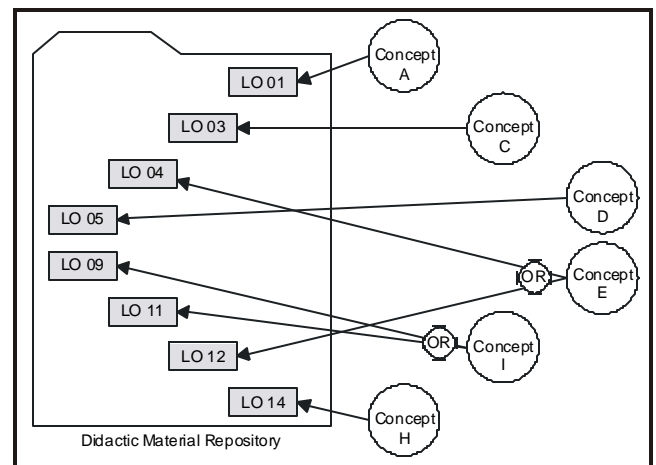 LO 01
Concept
A
LO 03
Concept
C
LO 04
Concept
D
LO 05
LO 09
OR
Concept
E
LO 11
LO 12
OR
Concept
I
LO 14
Concept
H
Didactic Material Repository